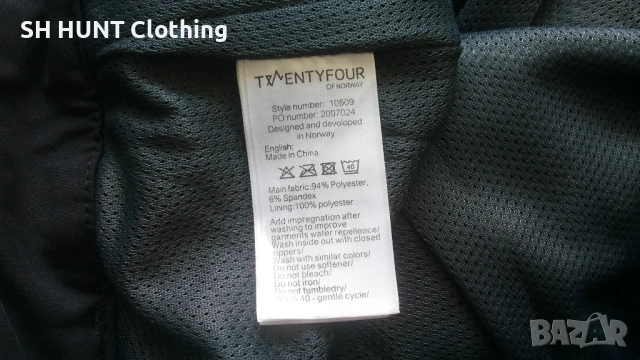 SH HUNT Clothing
TWENTYFOUR
OF NORWAY
Style number: 10609
PO number: 2007024
Designed and developed
in Norway
English:
Made in China
40
Main fabric:94% Polyester,
6% Spandex
Lining:100% polyester
Add impregnation after
washing to improve
garments water repellence/
Wash inside out with closed
zippers/
Wash with similar colors/
Do not use softener/
Do not bleach/
Do not iron/
Do not tumbledry/
Wash 40 - gentle cycle/
BAZAR